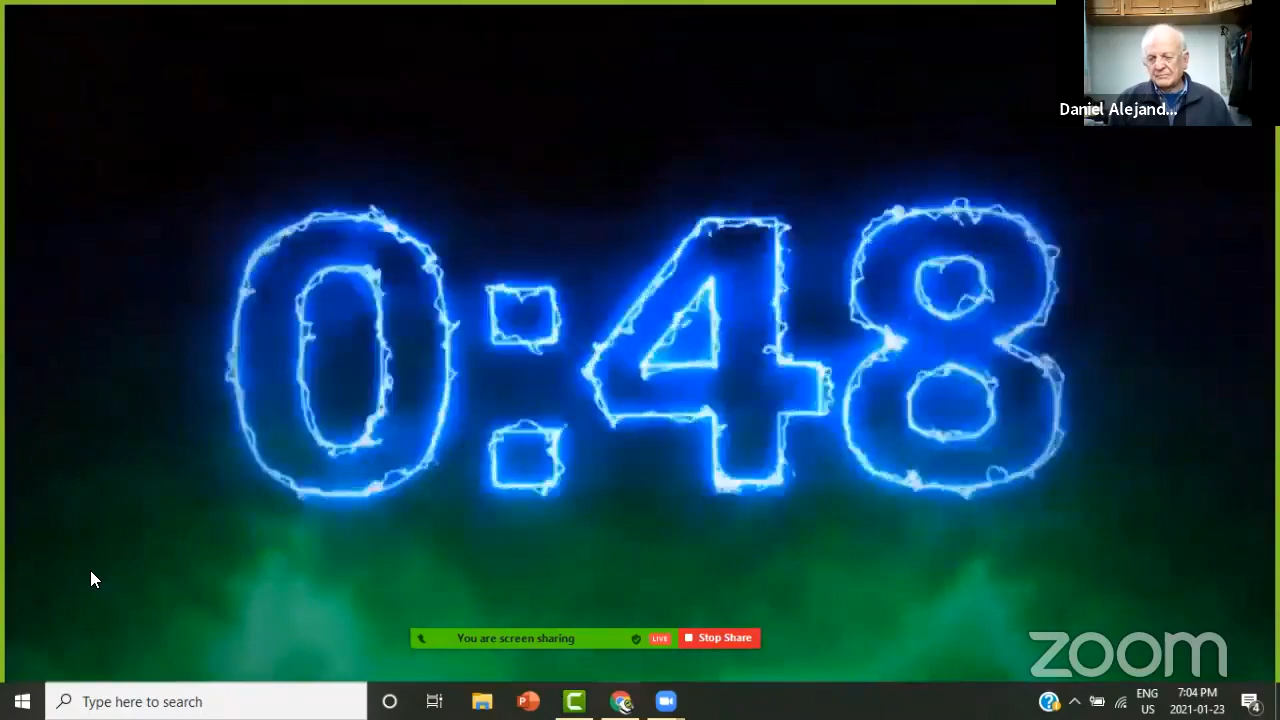 Daniel Alejand...
0:48
You are screen sharing
LIVE
Stop Share
zoom
Type here to search
ENG
US
7:04 PM
2021-01-23
4